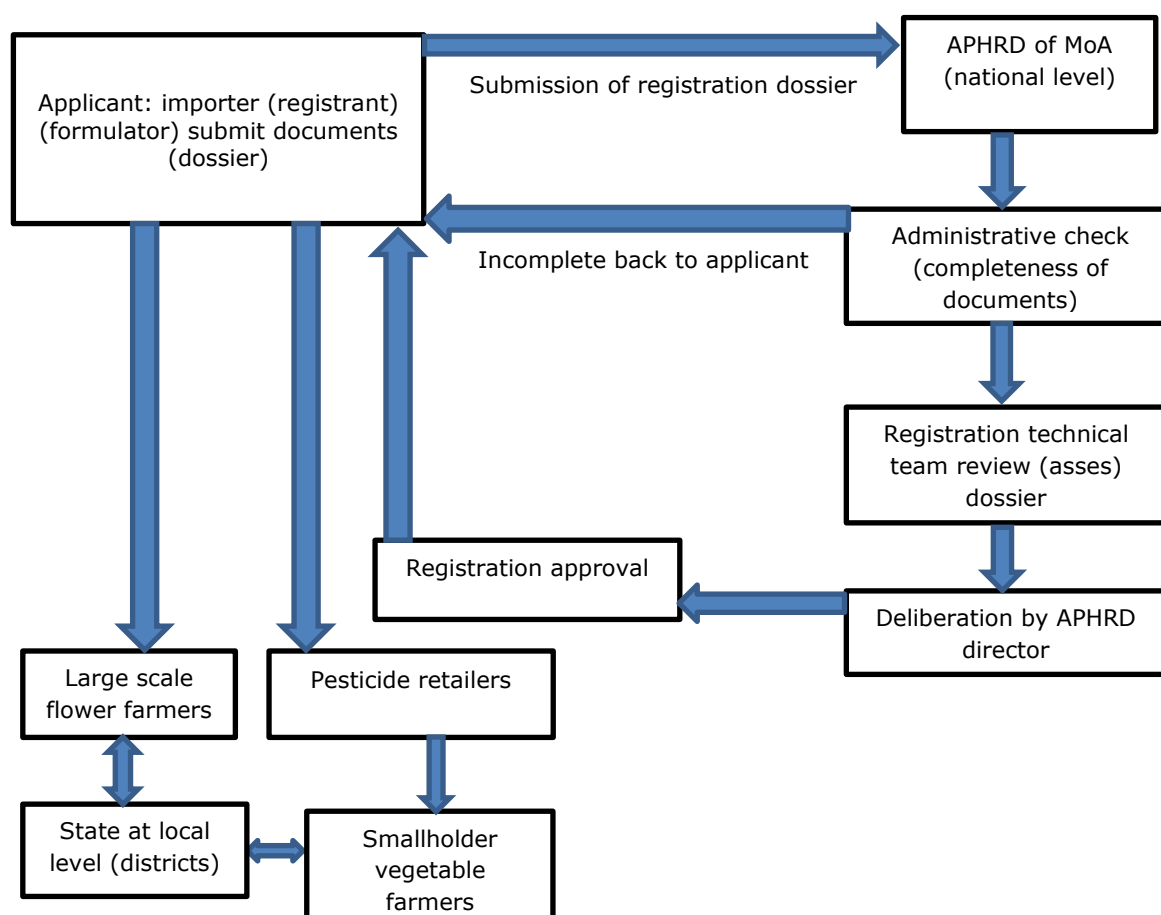 APHRD of MoA
(national level)
Submission of registration dossier
Applicant: importer (registrant)
(formulator) submit documents
(dossier)
Administrative check
(completeness of
documents)
Incomplete back to applicant
Registration technical
team review (asses)
dossier
Registration approval
Deliberation by APHRD
director
Large scale
flower farmers
Pesticide retailers
State at local
level (districts)
Smallholder
vegetable
farmers